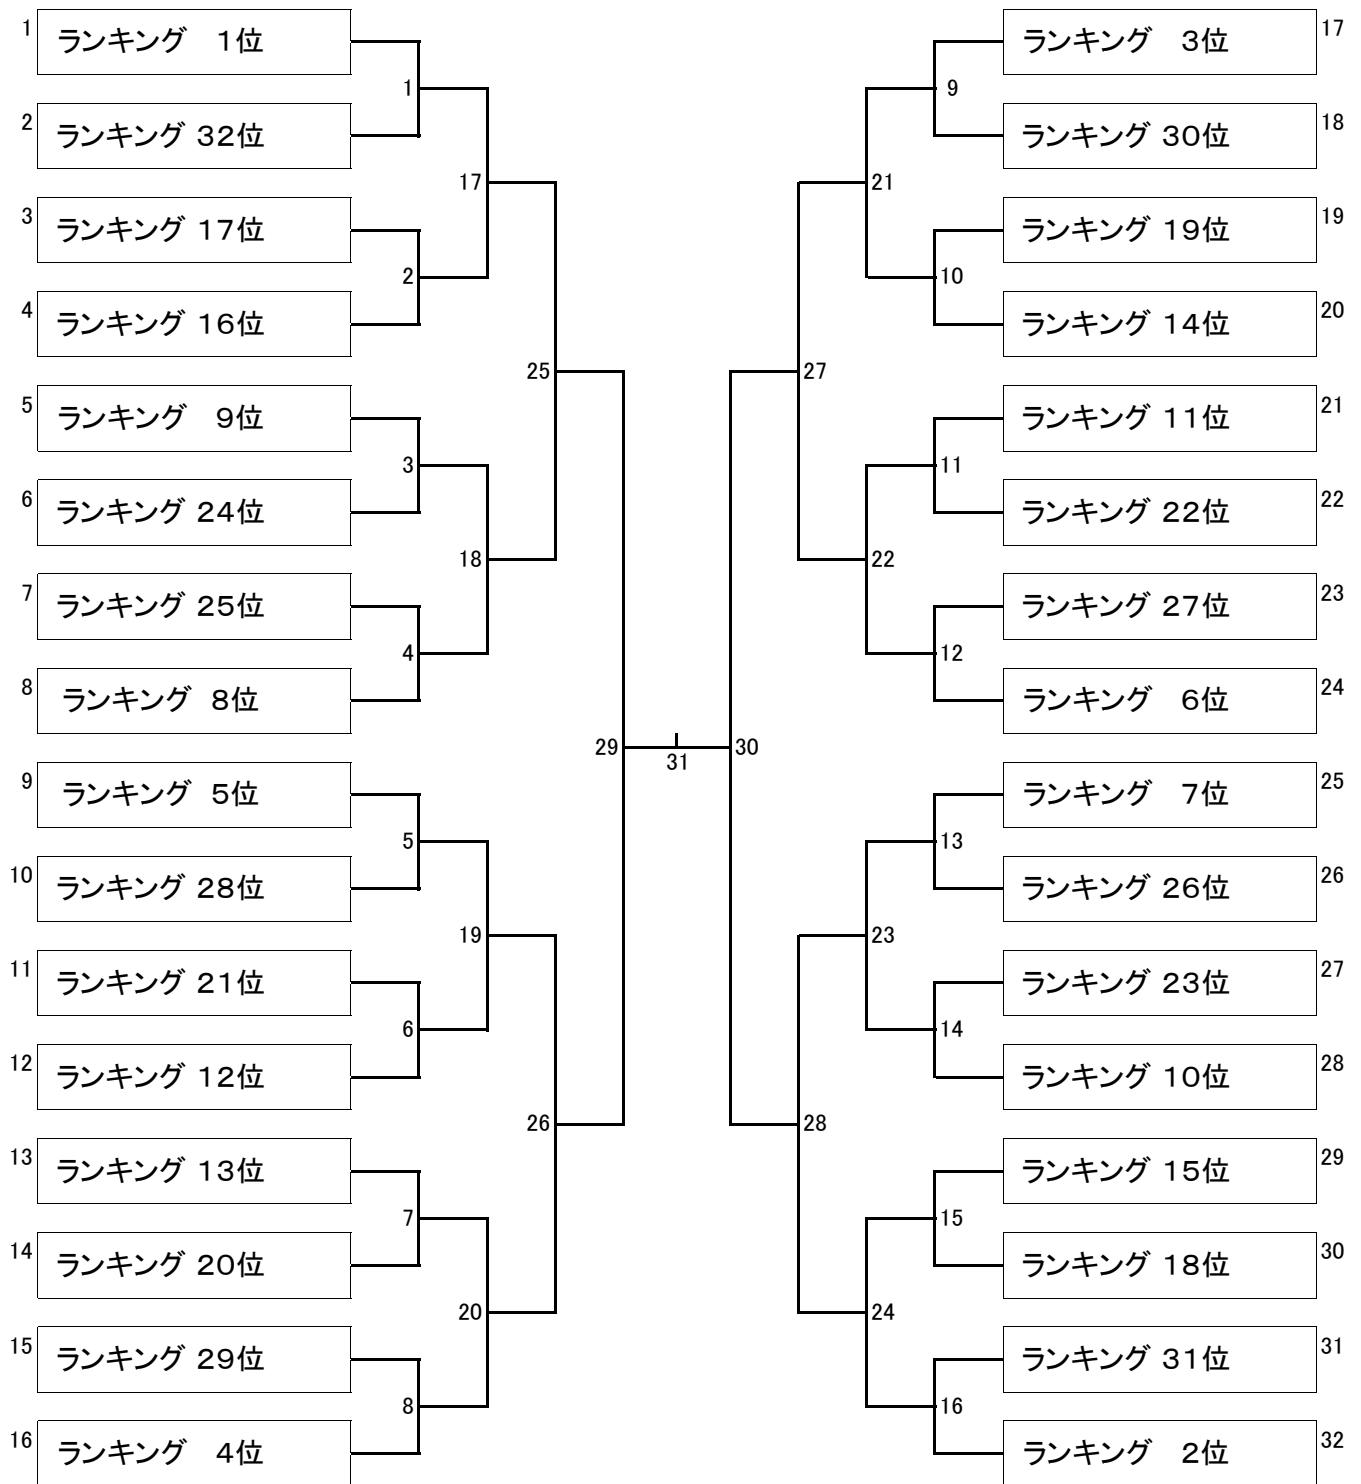 1 ランキング　1位
1
2 ランキング 32位
17
3 ランキング 17位
2
4 ランキング 16位
25
5 ランキング　9位
3
6 ランキング 24位
18
7 ランキング 25位
4
8 ランキング 8位
29
9 ランキング 5位
5
10 ランキング 28位
19
11 ランキング 21位
6
12 ランキング 12位
26
13 ランキング 13位
7
14 ランキング 20位
20
15 ランキング 29位
8
16 ランキング　4位
31
ランキング　3位 17
9
ランキング 30位 18
21
ランキング 19位 19
10
ランキング 14位 20
27
ランキング 11位 21
11
ランキング 22位 22
22
ランキング 27位 23
12
ランキング　6位 24
30
ランキング　7位 25
13
ランキング 26位 26
23
ランキング 23位 27
14
ランキング 10位 28
28
ランキング 15位 29
15
ランキング 18位 30
24
ランキング 31位 31
16
ランキング　2位 32